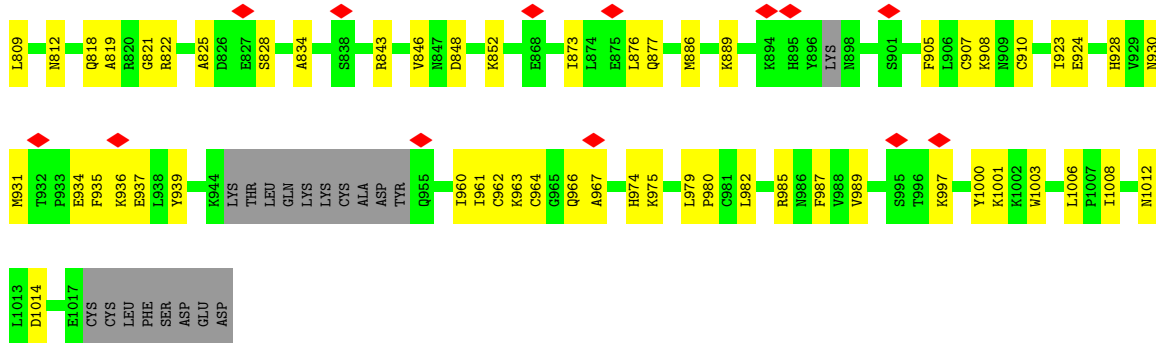 L809 N812 Q818 A819 R820 G821 R822 A825 D826 E827 S828 A834 S838 R843 V846 N847 D848 K852 E868 I873 L874 E875 L876 Q877 M886 K889 K894 H895 Y896 LYS N898 S901 F905 L906 C907 K908 N909 C910 I923 E924 H928 V929 N930
M931 T932 P933 E934 F935 K936 E937 L938 Y939 K944 LYS THR LEU GLN LYS LYS CYS ALA ASP TYR Q955 I960 I961 C962 K963 C964 G965 Q966 A967 H974 K975 L979 P980 C981 L982 R985 N986 F987 V988 V989 S995 T996 K997 Y1000 K1001 K1002 W1003 L1006 P1007 I1008 N1012
L1013 D1014 E1017 CYS CYS LEU PHE SER ASP GLU ASP